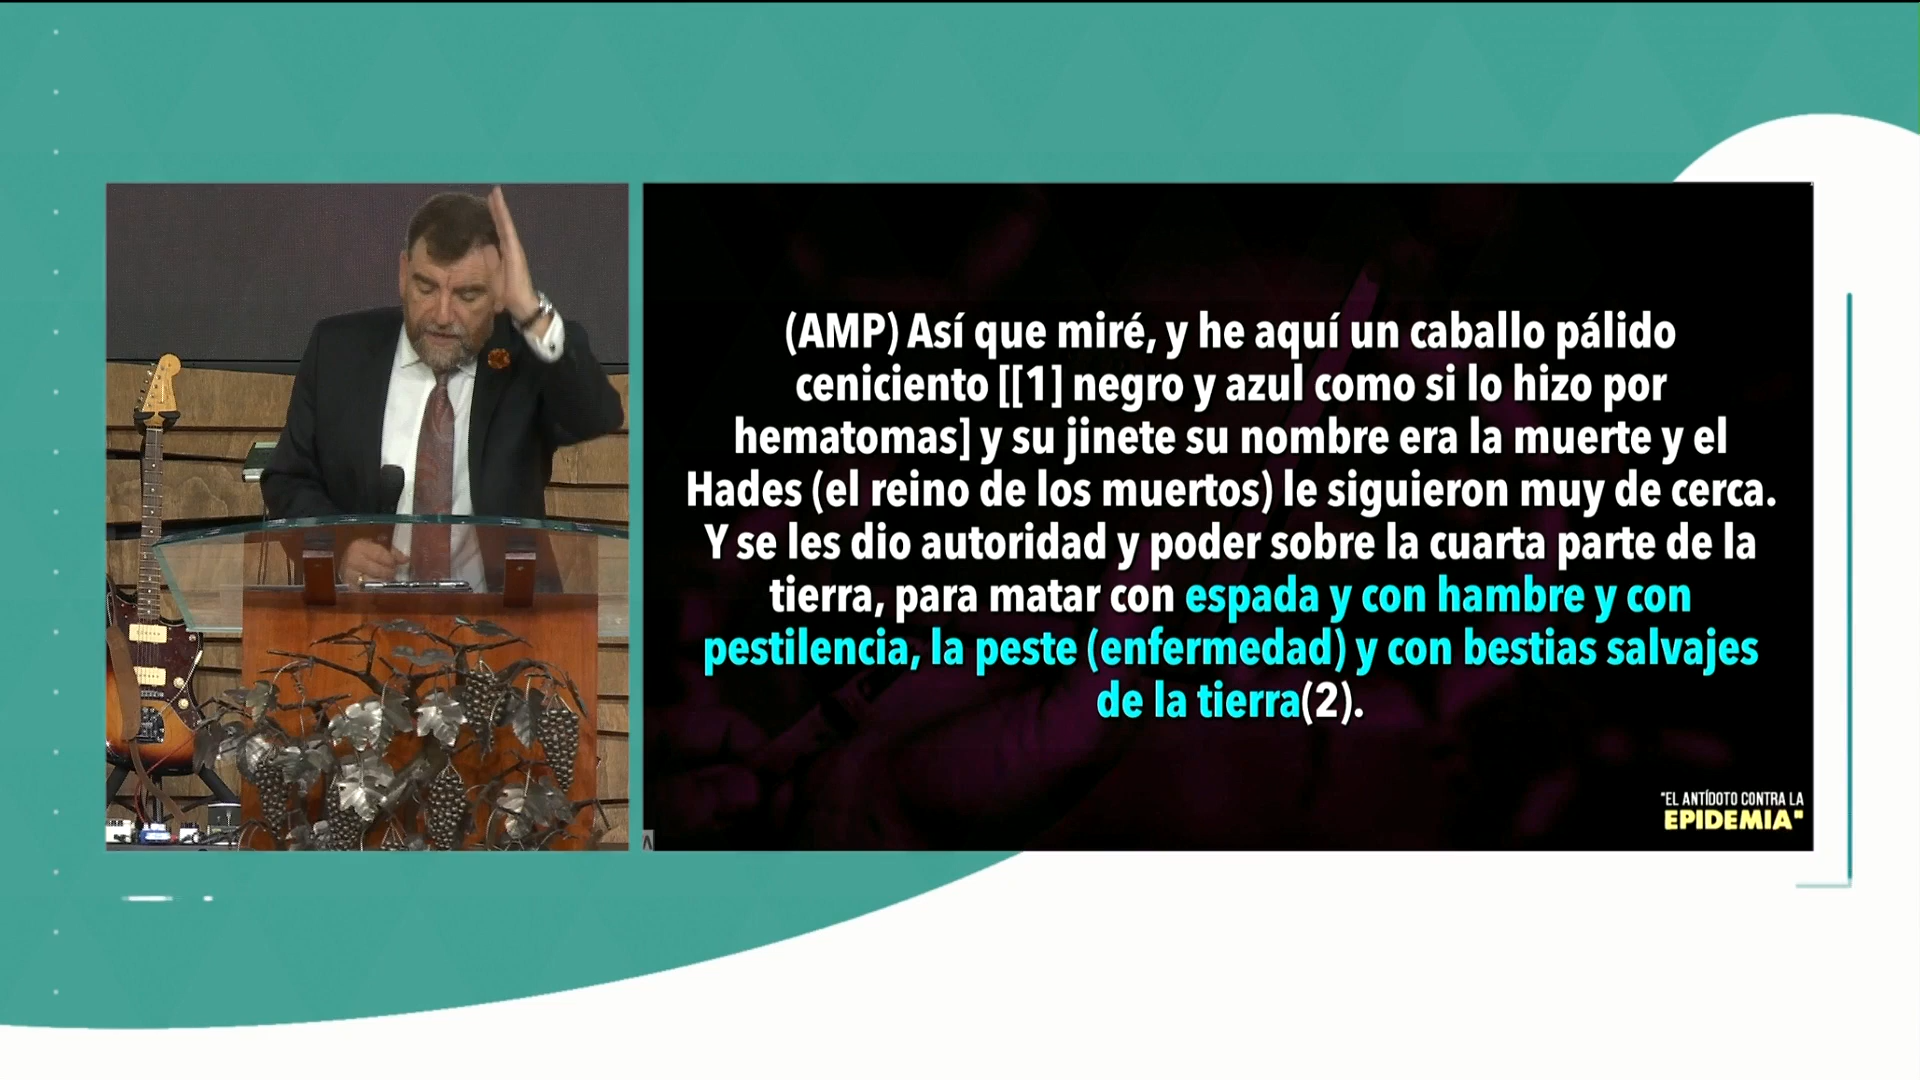 (AMP) Así que miré, y he aquí un caballo pálido
ceniciento [[1] negro y azul como si lo hizo por
hematomas] y su jinete su nombre era la muerte y el
Hades (el reino de los muertos) le siguieron muy de cerca.
Y se les dio autoridad y poder sobre la cuarta parte de la
tierra, para matar con espada y con hambre y con
pestilencia, la peste (enfermedad) y con bestias salvajes
de la tierra(2).
"EL ANTÍDOTO CONTRA LA
EPIDEMIA"